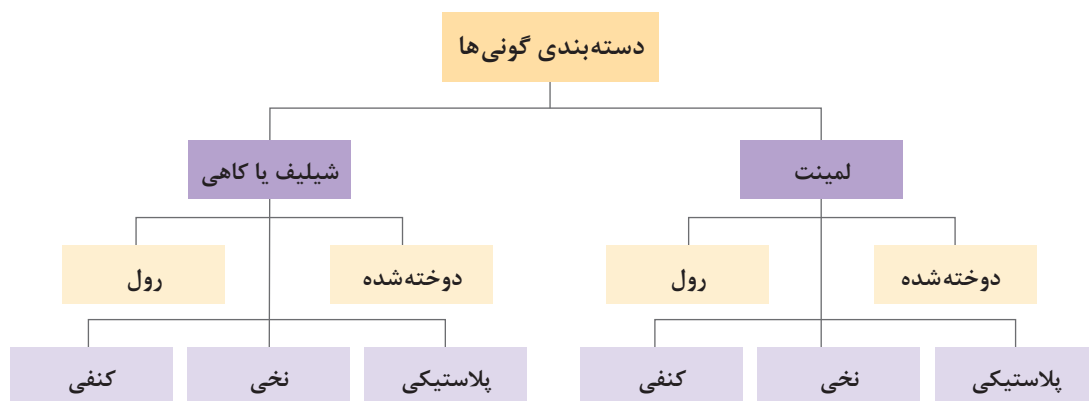 دسته‌بندی گونی‌ها
لمینت
شیلیف یا کاهی
دوخته‌شده
رول
دوخته‌شده
رول
پلاستیکی
نخی
کنفی
پلاستیکی
نخی
کنفی